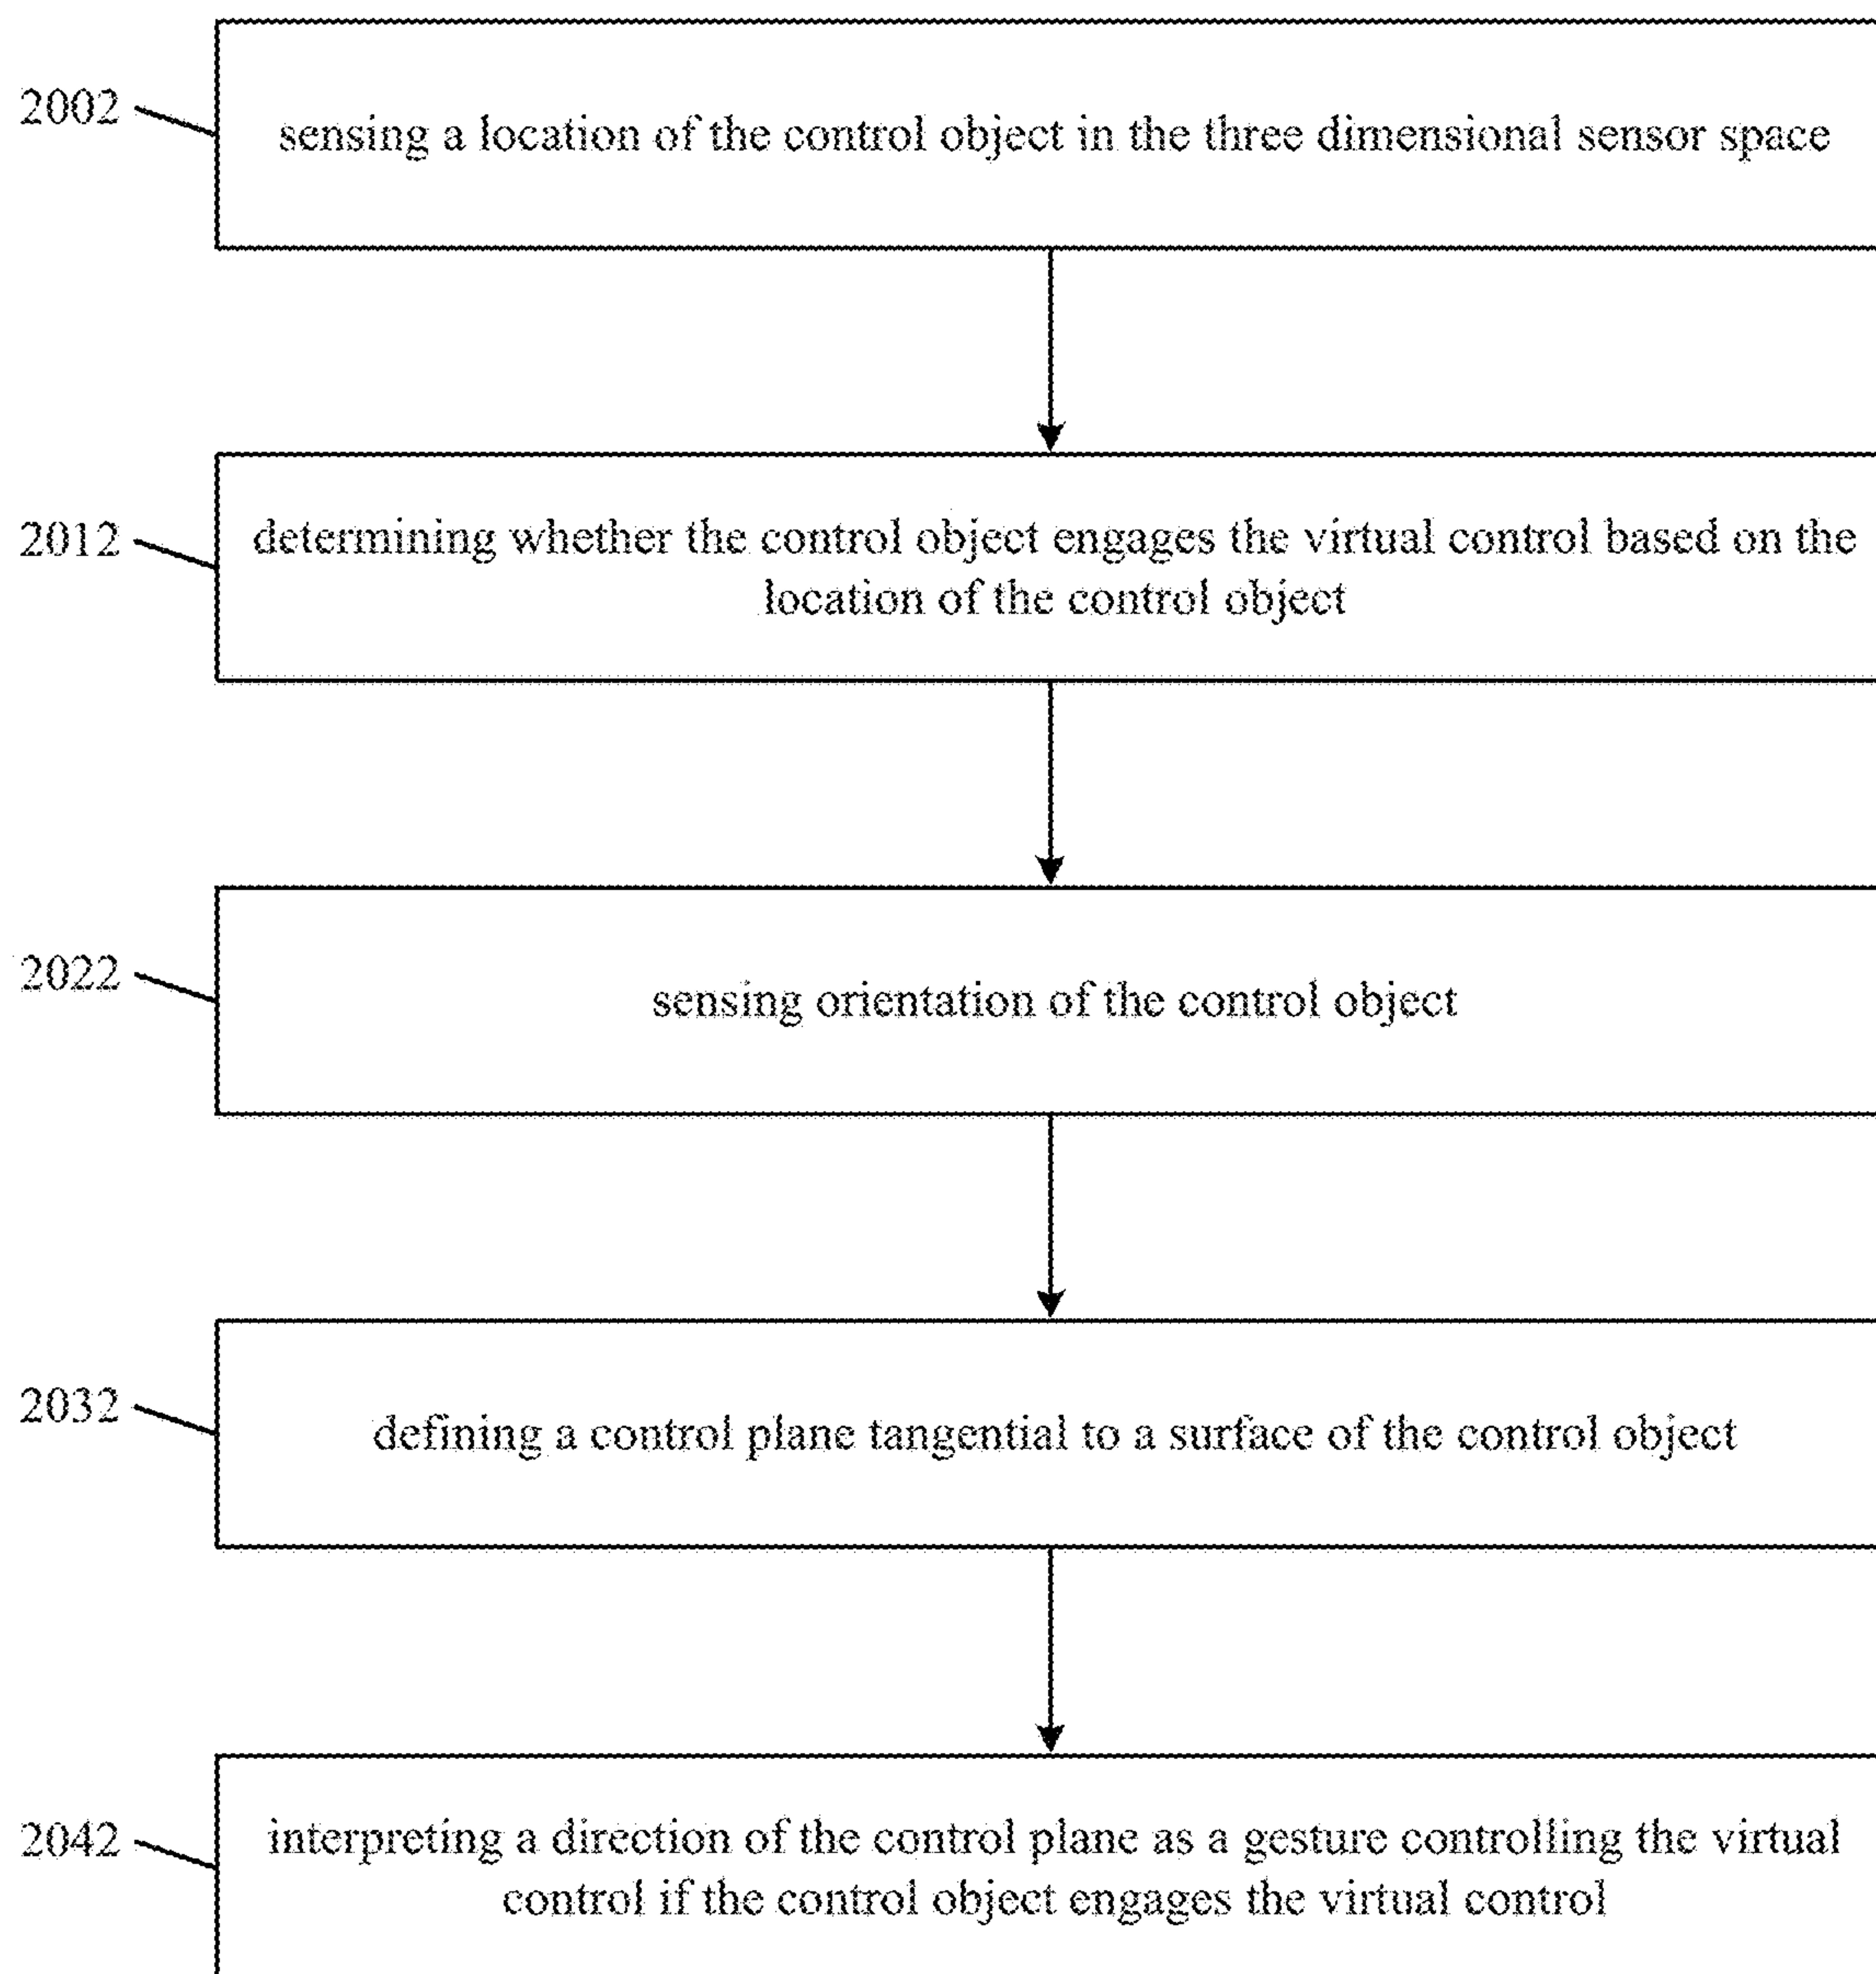 2002
sensing a location of the control object in the three dimensional sensor space
2012
determining whether the control object engages the virtual control based on the
location of the control object
2022
sensing orientation of the control object
2032
defining a control plane tangential to a surface of the control object
2042
interpreting a direction of the control plane as a gesture controlling the virtual
control if the control object engages the virtual control